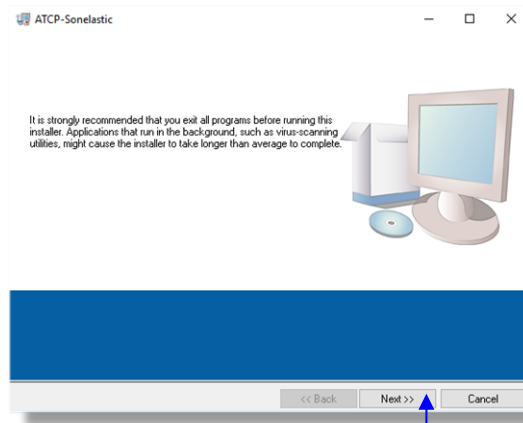 ATCP-Sonelastic
It is strongly recommended that you exit all programs before running this
installer. Applications that run in the background, such as virus-scanning
utilities, might cause the installer to take longer than average to complete.
<< Back Next >> Cancel